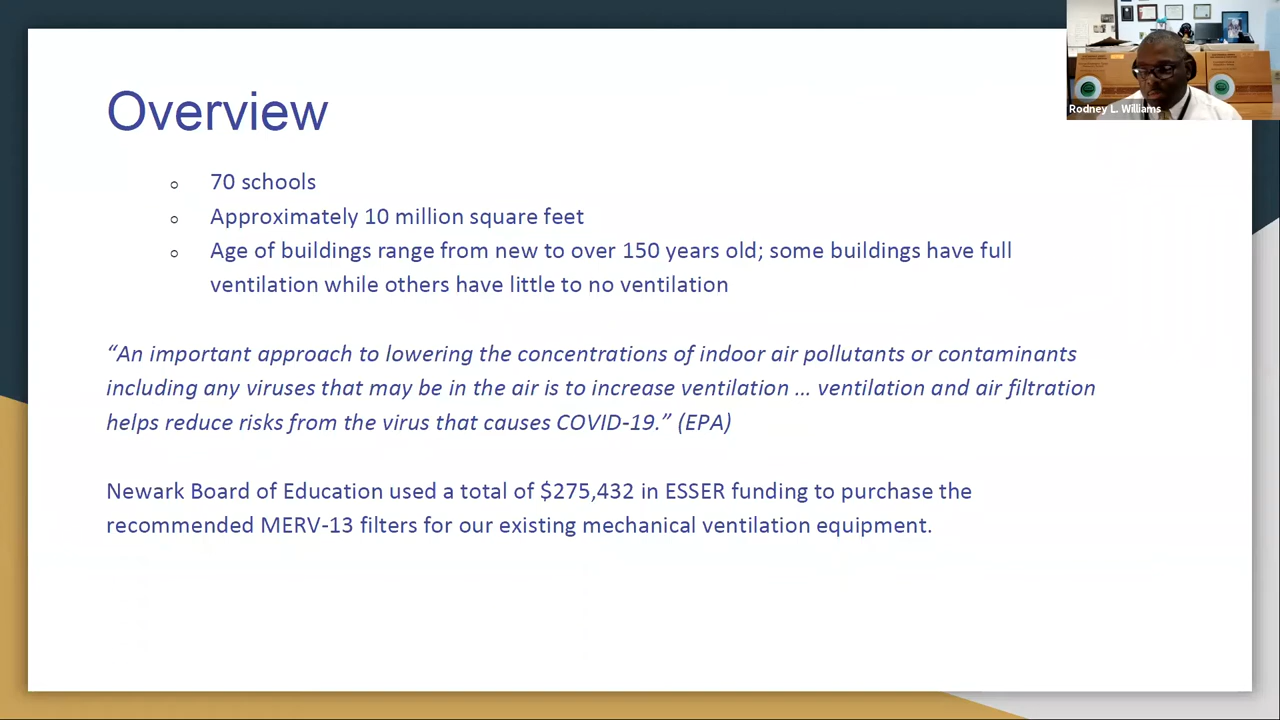 Overview
Rodney L. Williams
70 schools
Approximately 10 million square feet
Age of buildings range from new to over 150 years old; some buildings have full
ventilation while others have little to no ventilation
“An important approach to lowering the concentrations of indoor air pollutants or contaminants
including any viruses that may be in the air is to increase ventilation … ventilation and air filtration
helps reduce risks from the virus that causes COVID-19.” (EPA)
Newark Board of Education used a total of $275,432 in ESSER funding to purchase the
recommended MERV-13 filters for our existing mechanical ventilation equipment.